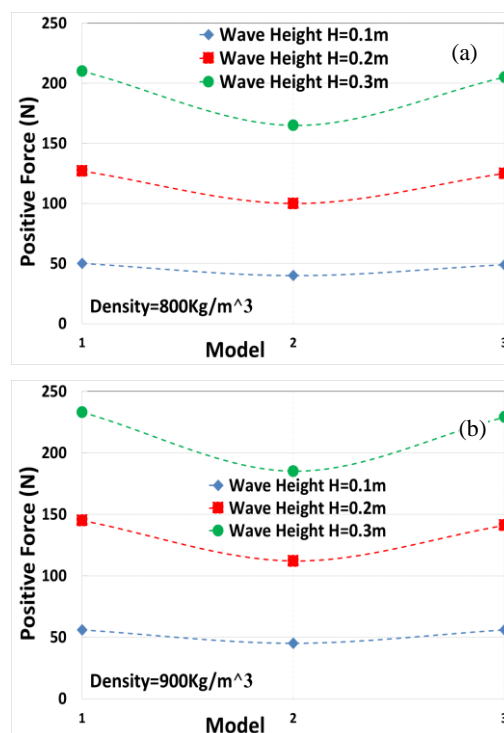 250
Wave Height H=0.1m
(a)
Wave Height H=0.2m
200
Wave Height H=0.3m
150
100
50
0
Positive Force (N)
Density=800Kg/m^3
1
2
3
Model
250
200
(b)
Wave Height H=0.1m
Wave Height H=0.2m
150
Wave Height H=0.3m
100
50
0
Positive Force (N)
Density=900Kg/m^3
1
2
3
Model